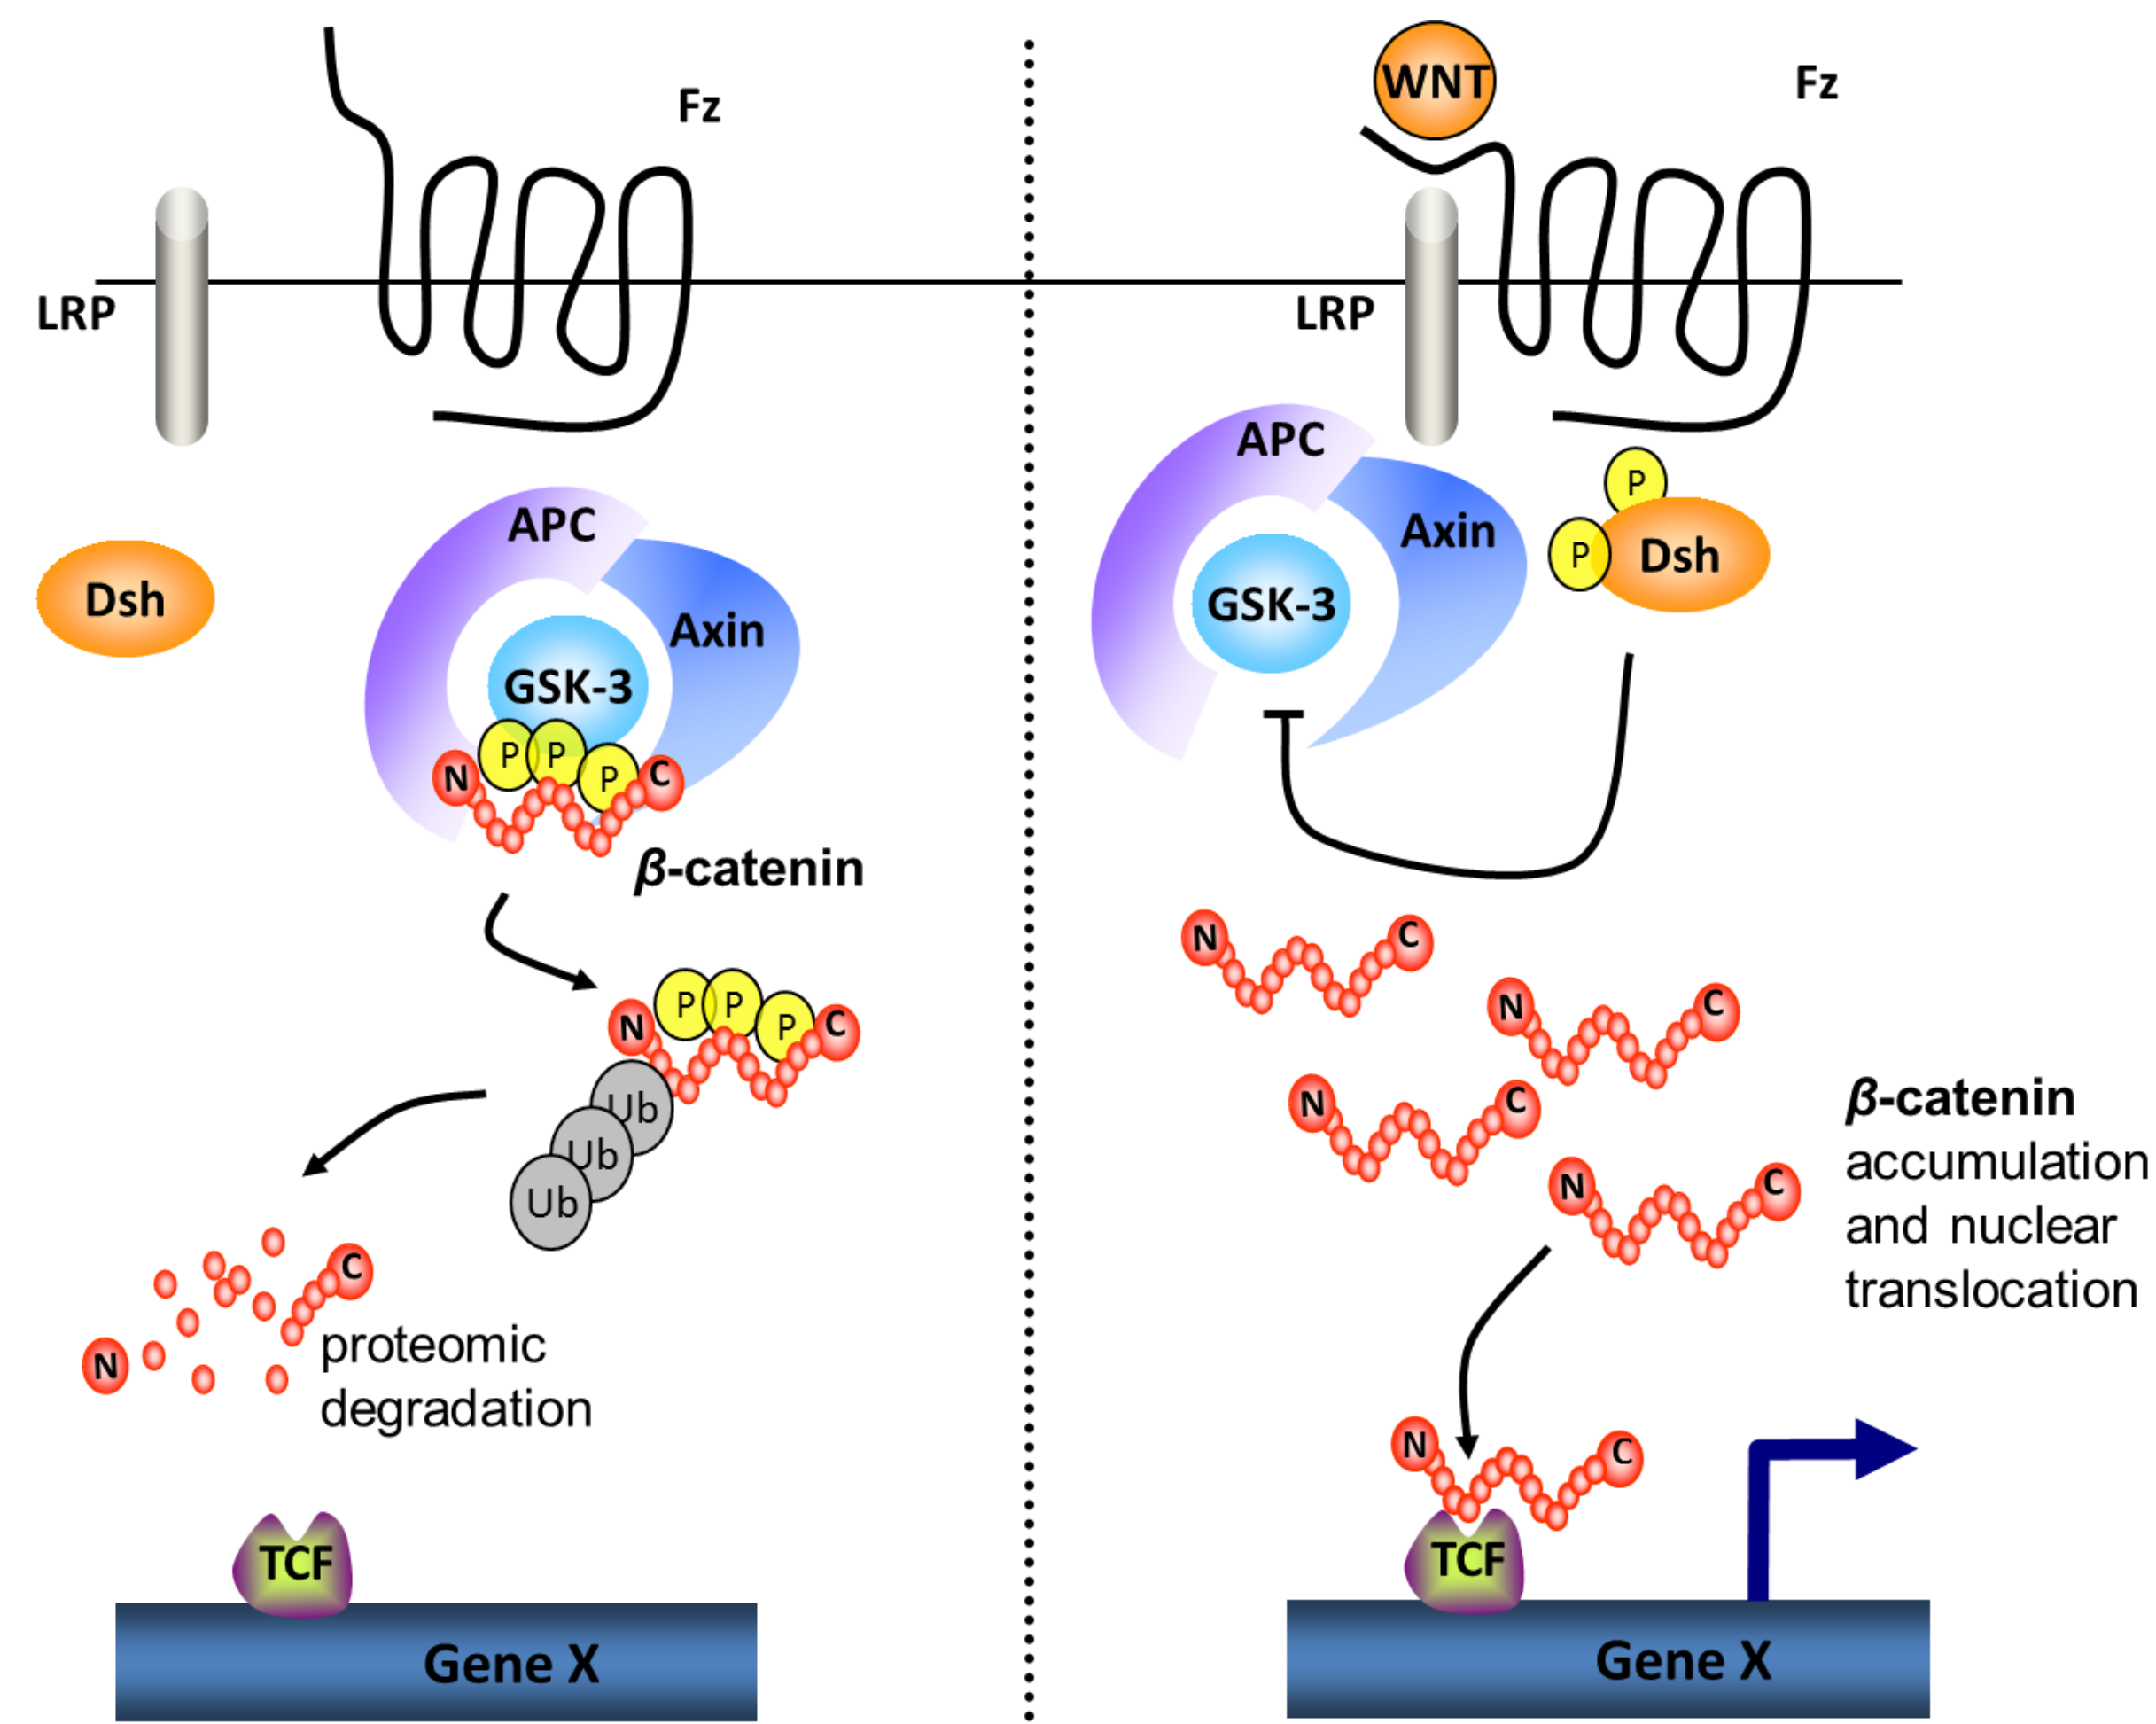 Fz
LRP
APC
Dsh
Axin
GSK-3
P P P
N C
β-catenin
P P P
N C
Ub
Ub
Ub
C
N
proteomic
degradation
TCF
Gene X
WNT
Fz
LRP
APC
P
Axin
P Dsh
GSK-3
N C
N C
N C
N C
β-catenin
accumulation
and nuclear
translocation
N C
TCF
Gene X